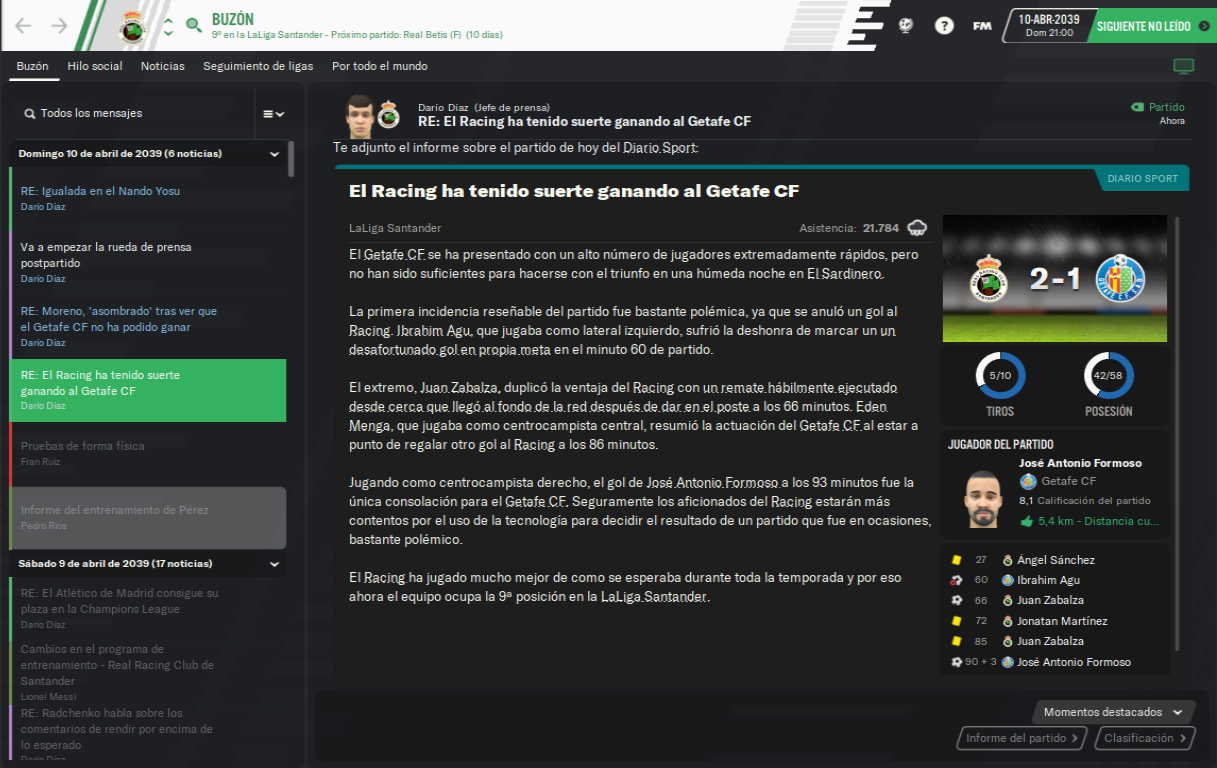 BUZÓN
9º en la LaLiga Santander - Próximo partido: Real Betis (F) (10 días)
?
FM
10-ABR-2039
Dom 21:00
SIGUIENTE NO LEÍDO
Buzón
Hilo social
Noticias
Seguimiento de ligas
Por todo el mundo
Todos los mensajes
Domingo 10 de abril de 2039 (6 noticias)
RE: Igualada en el Nando Yosu
Darío Díaz
Va a empezar la rueda de prensa
postpartido
Darío Díaz
RE: Moreno, 'asombrado' tras ver que
el Getafe CF no ha podido ganar
Darío Díaz
RE: El Racing ha tenido suerte
ganando al Getafe CF
Darío Díaz
Pruebas de forma física
Fran Ruiz
Informe del entrenamiento de Pérez
Pedro Ríos
Sábado 9 de abril de 2039 (17 noticias)
RE: El Atlético de Madrid consigue su
plaza en la Champions League
Darío Díaz
Cambios en el programa de
entrenamiento - Real Racing Club de
Santander
Lionel Messi
RE: Radchenko habla sobre los
comentarios de rendir por encima de
lo esperado
Darío Díaz
Darío Díaz (Jefe de prensa)
RE: El Racing ha tenido suerte ganando al Getafe CF
Partido
Ahora
Te adjunto el informe sobre el partido de hoy del Diario Sport:
DIARIO SPORT
El Racing ha tenido suerte ganando al Getafe CF
LaLiga Santander
Asistencia: 21.784
El Getafe CF se ha presentado con un alto número de jugadores extremadamente rápidos, pero
no han sido suficientes para hacerse con el triunfo en una húmeda noche en El Sardinero.
La primera incidencia reseñable del partido fue bastante polémica, ya que se anuló un gol al
Racing. Ibrahim Agu, que jugaba como lateral izquierdo, sufrió la deshonra de marcar un un
desafortunado gol en propia meta en el minuto 60 de partido.
El extremo, Juan Zabalza, duplicó la ventaja del Racing con un remate hábilmente ejecutado
desde cerca que llegó al fondo de la red después de dar en el poste a los 66 minutos. Eden
Menga, que jugaba como centrocampista central, resumió la actuación del Getafe CF al estar a
punto de regalar otro gol al Racing a los 86 minutos.
Jugando como centrocampista derecho, el gol de José Antonio Formoso a los 93 minutos fue la
única consolación para el Getafe CF. Seguramente los aficionados del Racing estarán más
contentos por el uso de la tecnología para decidir el resultado de un partido que fue en ocasiones,
bastante polémico.
El Racing ha jugado mucho mejor de como se esperaba durante toda la temporada y por eso
ahora el equipo ocupa la 9ª posición en la LaLiga Santander.
2-1
5/10
TIROS
42/58
POSESIÓN
JUGADOR DEL PARTIDO
José Antonio Formoso
Getafe CF
8,1 Calificación del partido
5,4 km - Distancia cu...
27 Ángel Sánchez
60 Ibrahim Agu
66 Juan Zabalza
72 Jonatan Martínez
85 Juan Zabalza
90 + 3 José Antonio Formoso
Momentos destacados
Informe del partido
Clasificación